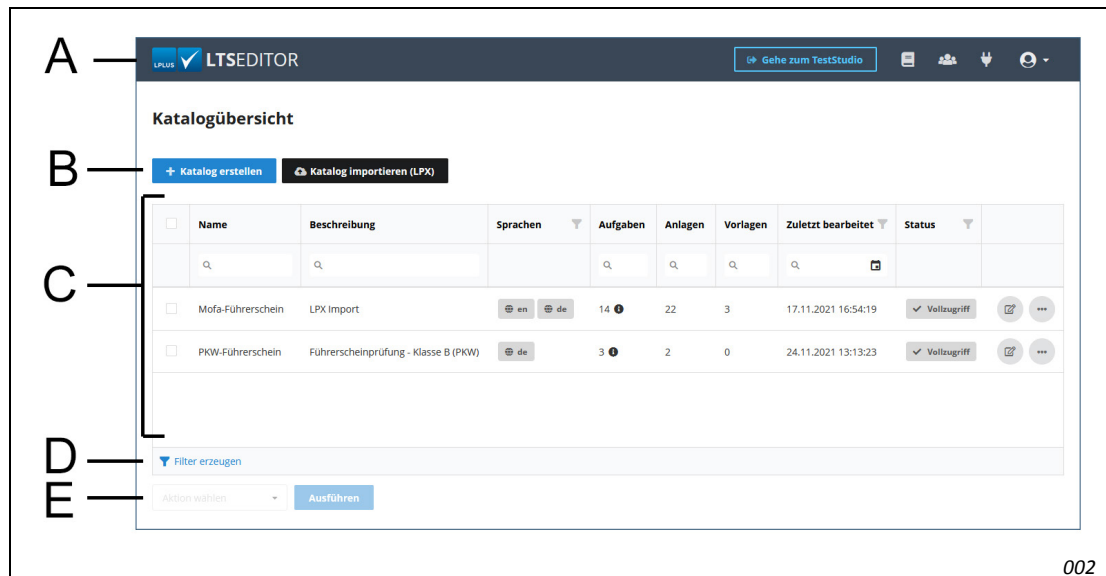 A
LPLUS LTSEDITOR Gehe zum TestStudio
Katalogübersicht
B
+ Katalog erstellen Katalog importieren (LPX)
C
Name Beschreibung Sprachen Aufgaben Anlagen Vorlagen Zuletzt bearbeitet Status
Mofa-Führerschein LPX Import en de 14 22 3 17.11.2021 16:54:19 Vollzugriff
PKW-Führerschein Führerscheinprüfung - Klasse B (PKW) de 3 2 0 24.11.2021 13:13:23 Vollzugriff
D
Filter erzeugen
E
Aktion wählen Ausführen
002